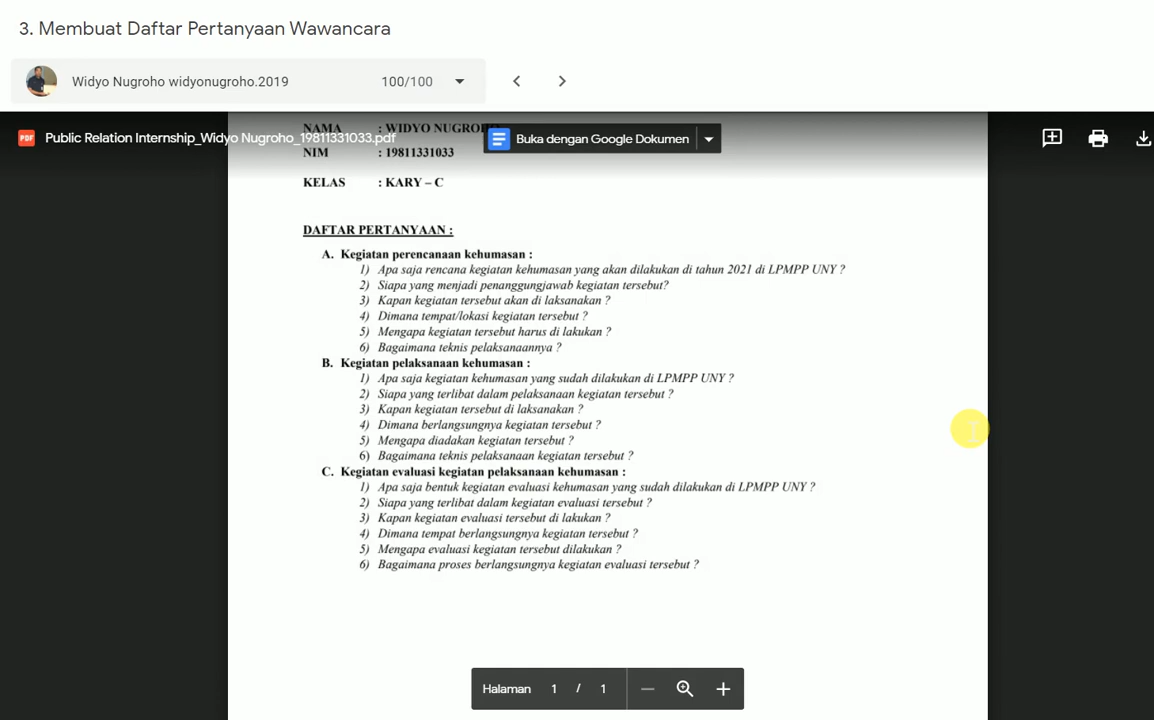 3. Membuat Daftar Pertanyaan Wawancara
Widyo Nugroho widyonugroho.2019 100/100
PDF Public Relation Internship_Widyo Nugroho_19811331033.pdf
Buka dengan Google Dokumen
NAMA : WIDYO NUGROHO
NIM : 19811331033
KELAS : KARY – C
DAFTAR PERTANYAAN :
A. Kegiatan perencanaan kehumasan :
1) Apa saja rencana kegiatan kehumasan yang akan dilakukan di tahun 2021 di LPMPP UNY ?
2) Siapa yang menjadi penanggungjawab kegiatan tersebut?
3) Kapan kegiatan tersebut akan di laksanakan ?
4) Dimana tempat/lokasi kegiatan tersebut ?
5) Mengapa kegiatan tersebut harus di lakukan ?
6) Bagaimana teknis pelaksanaannya ?
B. Kegiatan pelaksanaan kehumasan :
1) Apa saja kegiatan kehumasan yang sudah dilakukan di LPMPP UNY ?
2) Siapa yang terlibat dalam pelaksanaan kegiatan tersebut ?
3) Kapan kegiatan tersebut di laksanakan ?
4) Dimana berlangsungnya kegiatan tersebut ?
5) Mengapa diadakan kegiatan tersebut ?
6) Bagaimana teknis pelaksanaan kegiatan tersebut ?
C. Kegiatan evaluasi kegiatan pelaksanaan kehumasan :
1) Apa saja bentuk kegiatan evaluasi kehumasan yang sudah dilakukan di LPMPP UNY ?
2) Siapa yang terlibat dalam kegiatan evaluasi tersebut ?
3) Kapan kegiatan evaluasi tersebut di lakukan ?
4) Dimana tempat berlangsungnya kegiatan tersebut ?
5) Mengapa evaluasi kegiatan tersebut dilakukan ?
6) Bagaimana proses berlangsungnya kegiatan evaluasi tersebut ?
Halaman 1 / 1